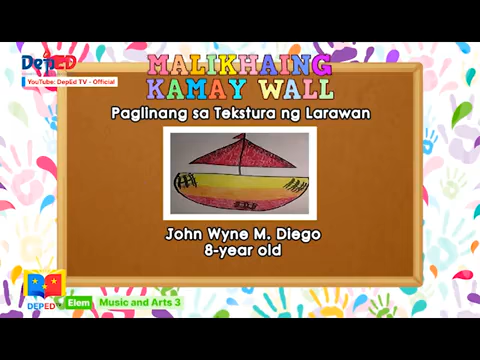 DepED
YouTube: DepEd TV - Official
MALIKHAING
KAMAY WALL
Paglinang sa Tekstura ng Larawan
John Wyne M. Diego
8-year old
DEPED
Elem
Music and Arts 3